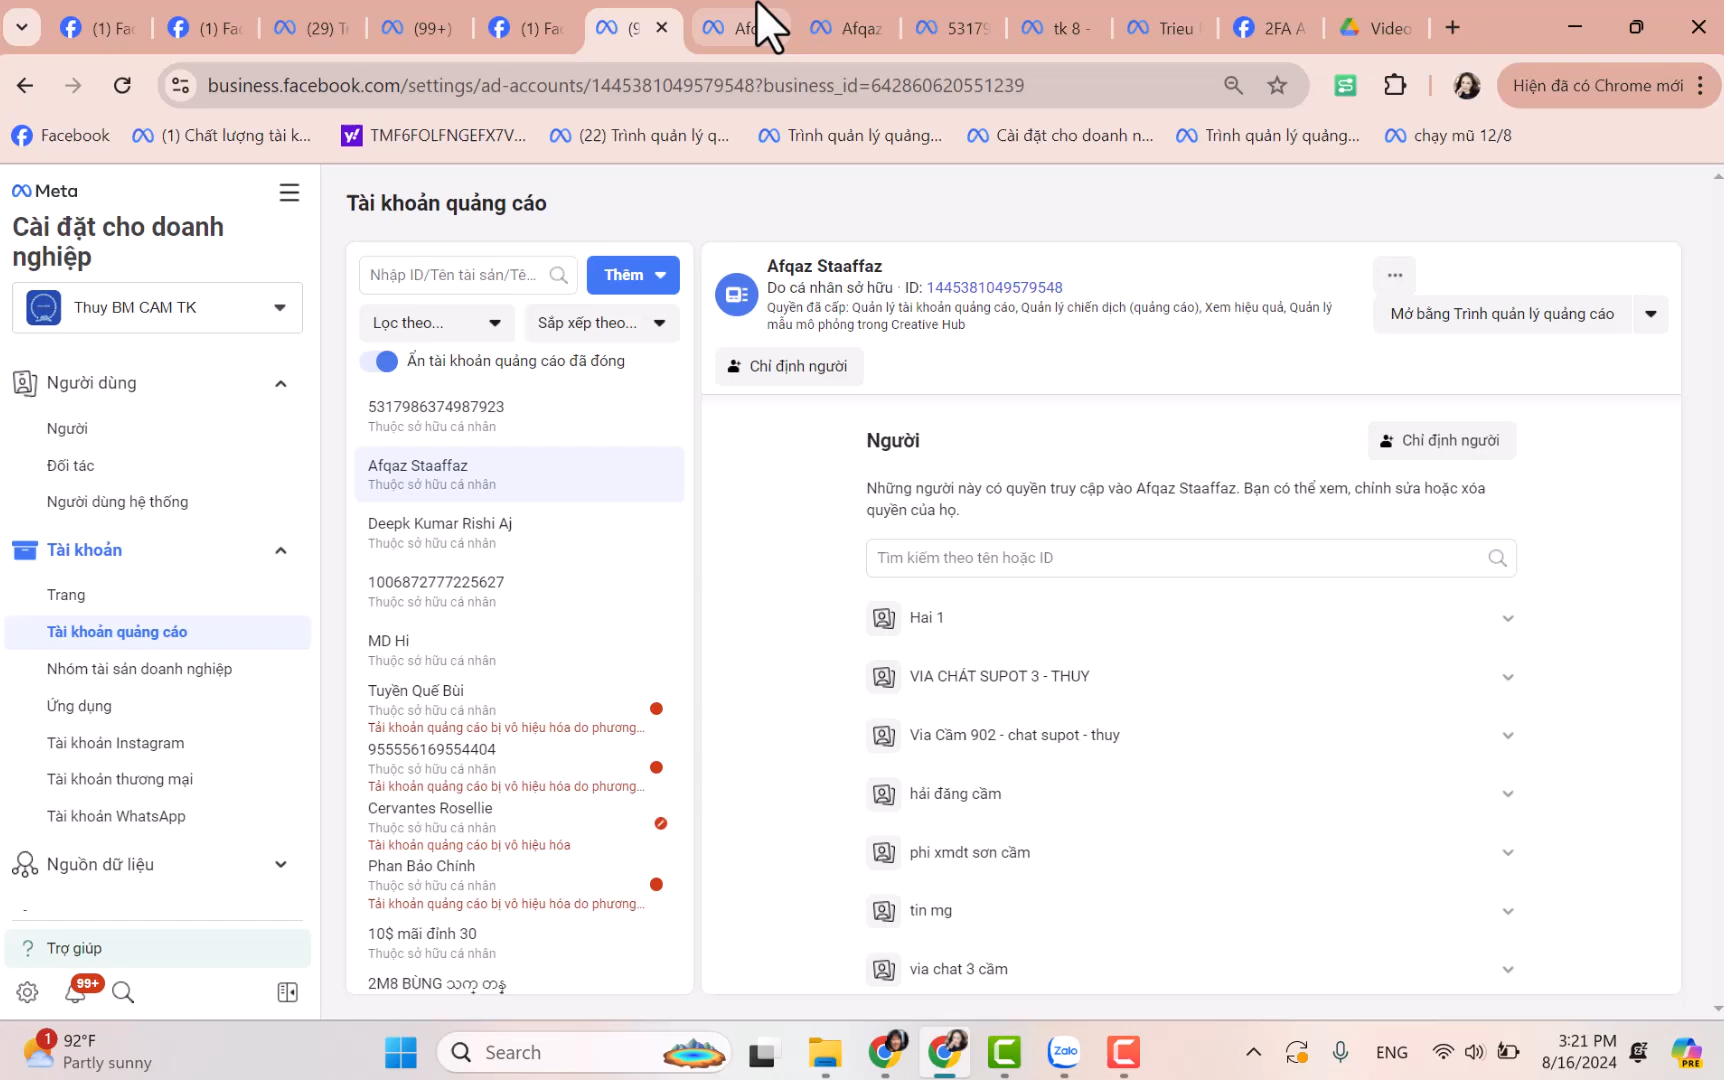 (1) Fac
(1) Fac
(29) Tr
(99+)
(1) Fac
(9
Afq
Afqaz
53179
tk 8 -
Trieu
2FA A
Video
business.facebook.com/settings/ad-accounts/1445381049579548?business_id=642860620551239
Hiện đã có Chrome mới
Facebook
(1) Chất lượng tài k...
TMF6FOLFNGEFX7V...
(22) Trình quản lý q...
Trình quản lý quảng...
Cài đặt cho doanh n...
Trình quản lý quảng...
chạy mũ 12/8
Meta
Cài đặt cho doanh
nghiệp
Thuy BM CAM TK
Người dùng
Người
Đối tác
Người dùng hệ thống
Tài khoản
Trang
Tài khoản quảng cáo
Nhóm tài sản doanh nghiệp
Ứng dụng
Tài khoản Instagram
Tài khoản thương mại
Tài khoản WhatsApp
Nguồn dữ liệu
Trợ giúp
99+
Tài khoản quảng cáo
Nhập ID/Tên tài sản/Tê...
Thêm
Lọc theo...
Sắp xếp theo...
Ẩn tài khoản quảng cáo đã đóng
5317986374987923
Thuộc sở hữu cá nhân
Afqaz Staaffaz
Thuộc sở hữu cá nhân
Deepk Kumar Rishi Aj
Thuộc sở hữu cá nhân
1006872777225627
Thuộc sở hữu cá nhân
MD Hi
Thuộc sở hữu cá nhân
Tuyền Quế Bùi
Thuộc sở hữu cá nhân
Tài khoản quảng cáo bị vô hiệu hóa do phương...
955556169554404
Thuộc sở hữu cá nhân
Tài khoản quảng cáo bị vô hiệu hóa do phương...
Cervantes Rosellie
Thuộc sở hữu cá nhân
Tài khoản quảng cáo bị vô hiệu hóa
Phan Bảo Chính
Thuộc sở hữu cá nhân
Tài khoản quảng cáo bị vô hiệu hóa do phương...
10$ mãi đỉnh 30
Thuộc sở hữu cá nhân
2M8 BÙNG သက္ တန္
Afqaz Staaffaz
Do cá nhân sở hữu · ID: 1445381049579548
Quyền đã cấp: Quản lý tài khoản quảng cáo, Quản lý chiến dịch (quảng cáo), Xem hiệu quả, Quản lý
mẫu mô phỏng trong Creative Hub
Mở bằng Trình quản lý quảng cáo
Chỉ định người
Người
Chỉ định người
Những người này có quyền truy cập vào Afqaz Staaffaz. Bạn có thể xem, chỉnh sửa hoặc xóa
quyền của họ.
Tìm kiếm theo tên hoặc ID
Hai 1
VIA CHÁT SUPOT 3 - THUY
Via Cầm 902 - chat supot - thuy
hải đăng cầm
phi xmdt sơn cầm
tin mg
via chat 3 cầm
1
92°F
Partly sunny
Search
Zalo
ENG
3:21 PM
8/16/2024
PRE